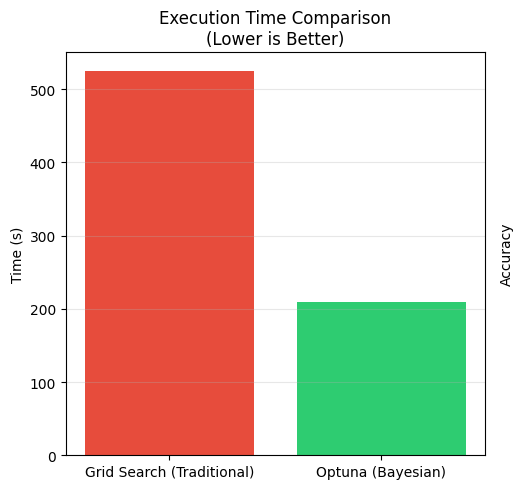 Execution Time Comparison
(Lower is Better)
500
400
300
200
100
0
Time (s)
Accuracy
Grid Search (Traditional)
Optuna (Bayesian)